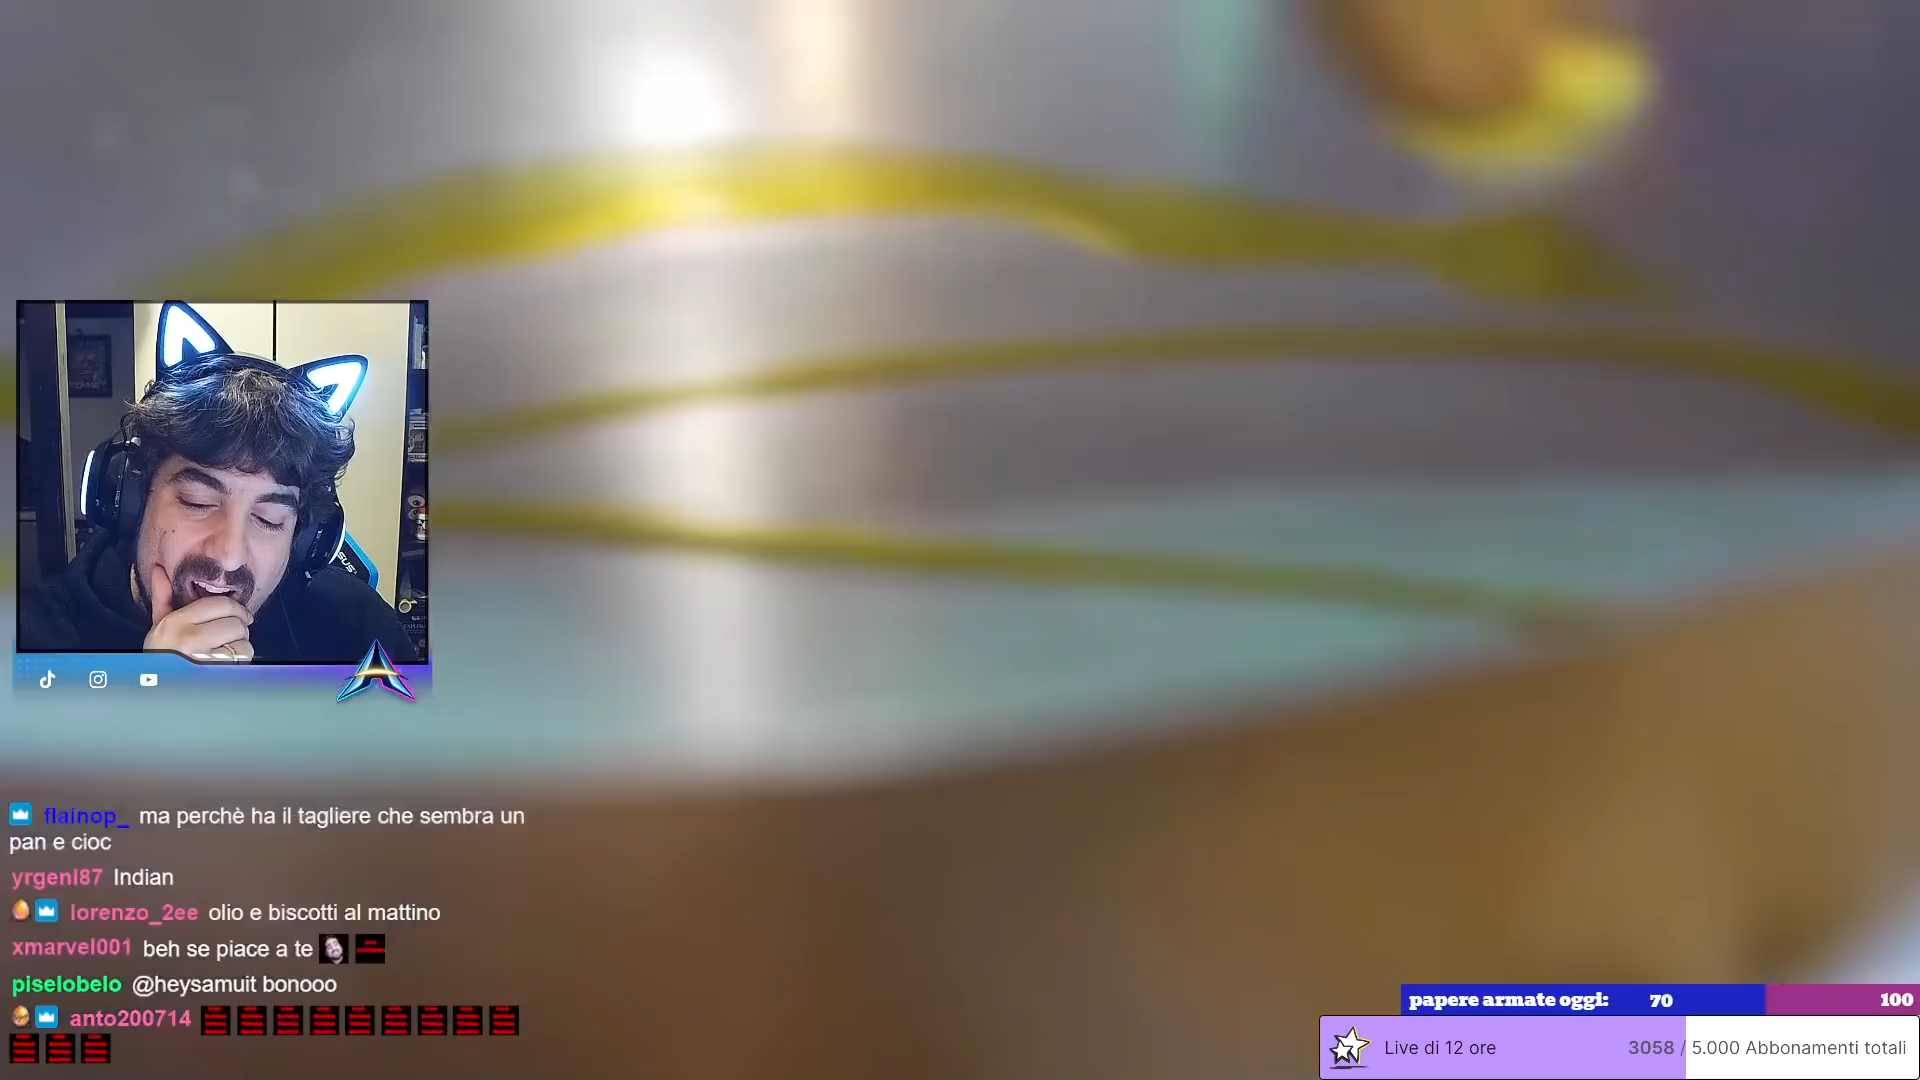 flainop_ ma perchè ha il tagliere che sembra un
pan e cioc
yrgenl87 Indian
lorenzo_2ee olio e biscotti al mattino
xmarvel001 beh se piace a te
piselobelo @heysamuit bonooo
anto200714
papere armate oggi: 70 100
Live di 12 ore 3058 / 5.000 Abbonamenti totali